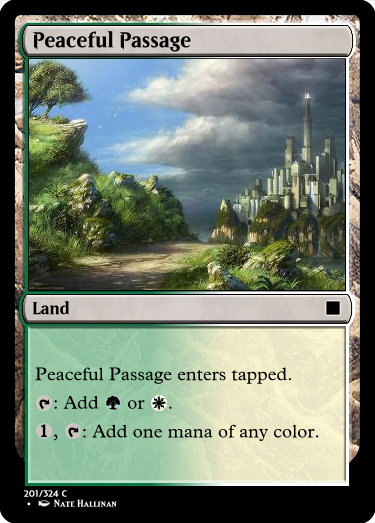 Peaceful Passage
Land
Peaceful Passage enters tapped.
: Add or .
1, : Add one mana of any color.
201/324 C
• Nate Hallinan